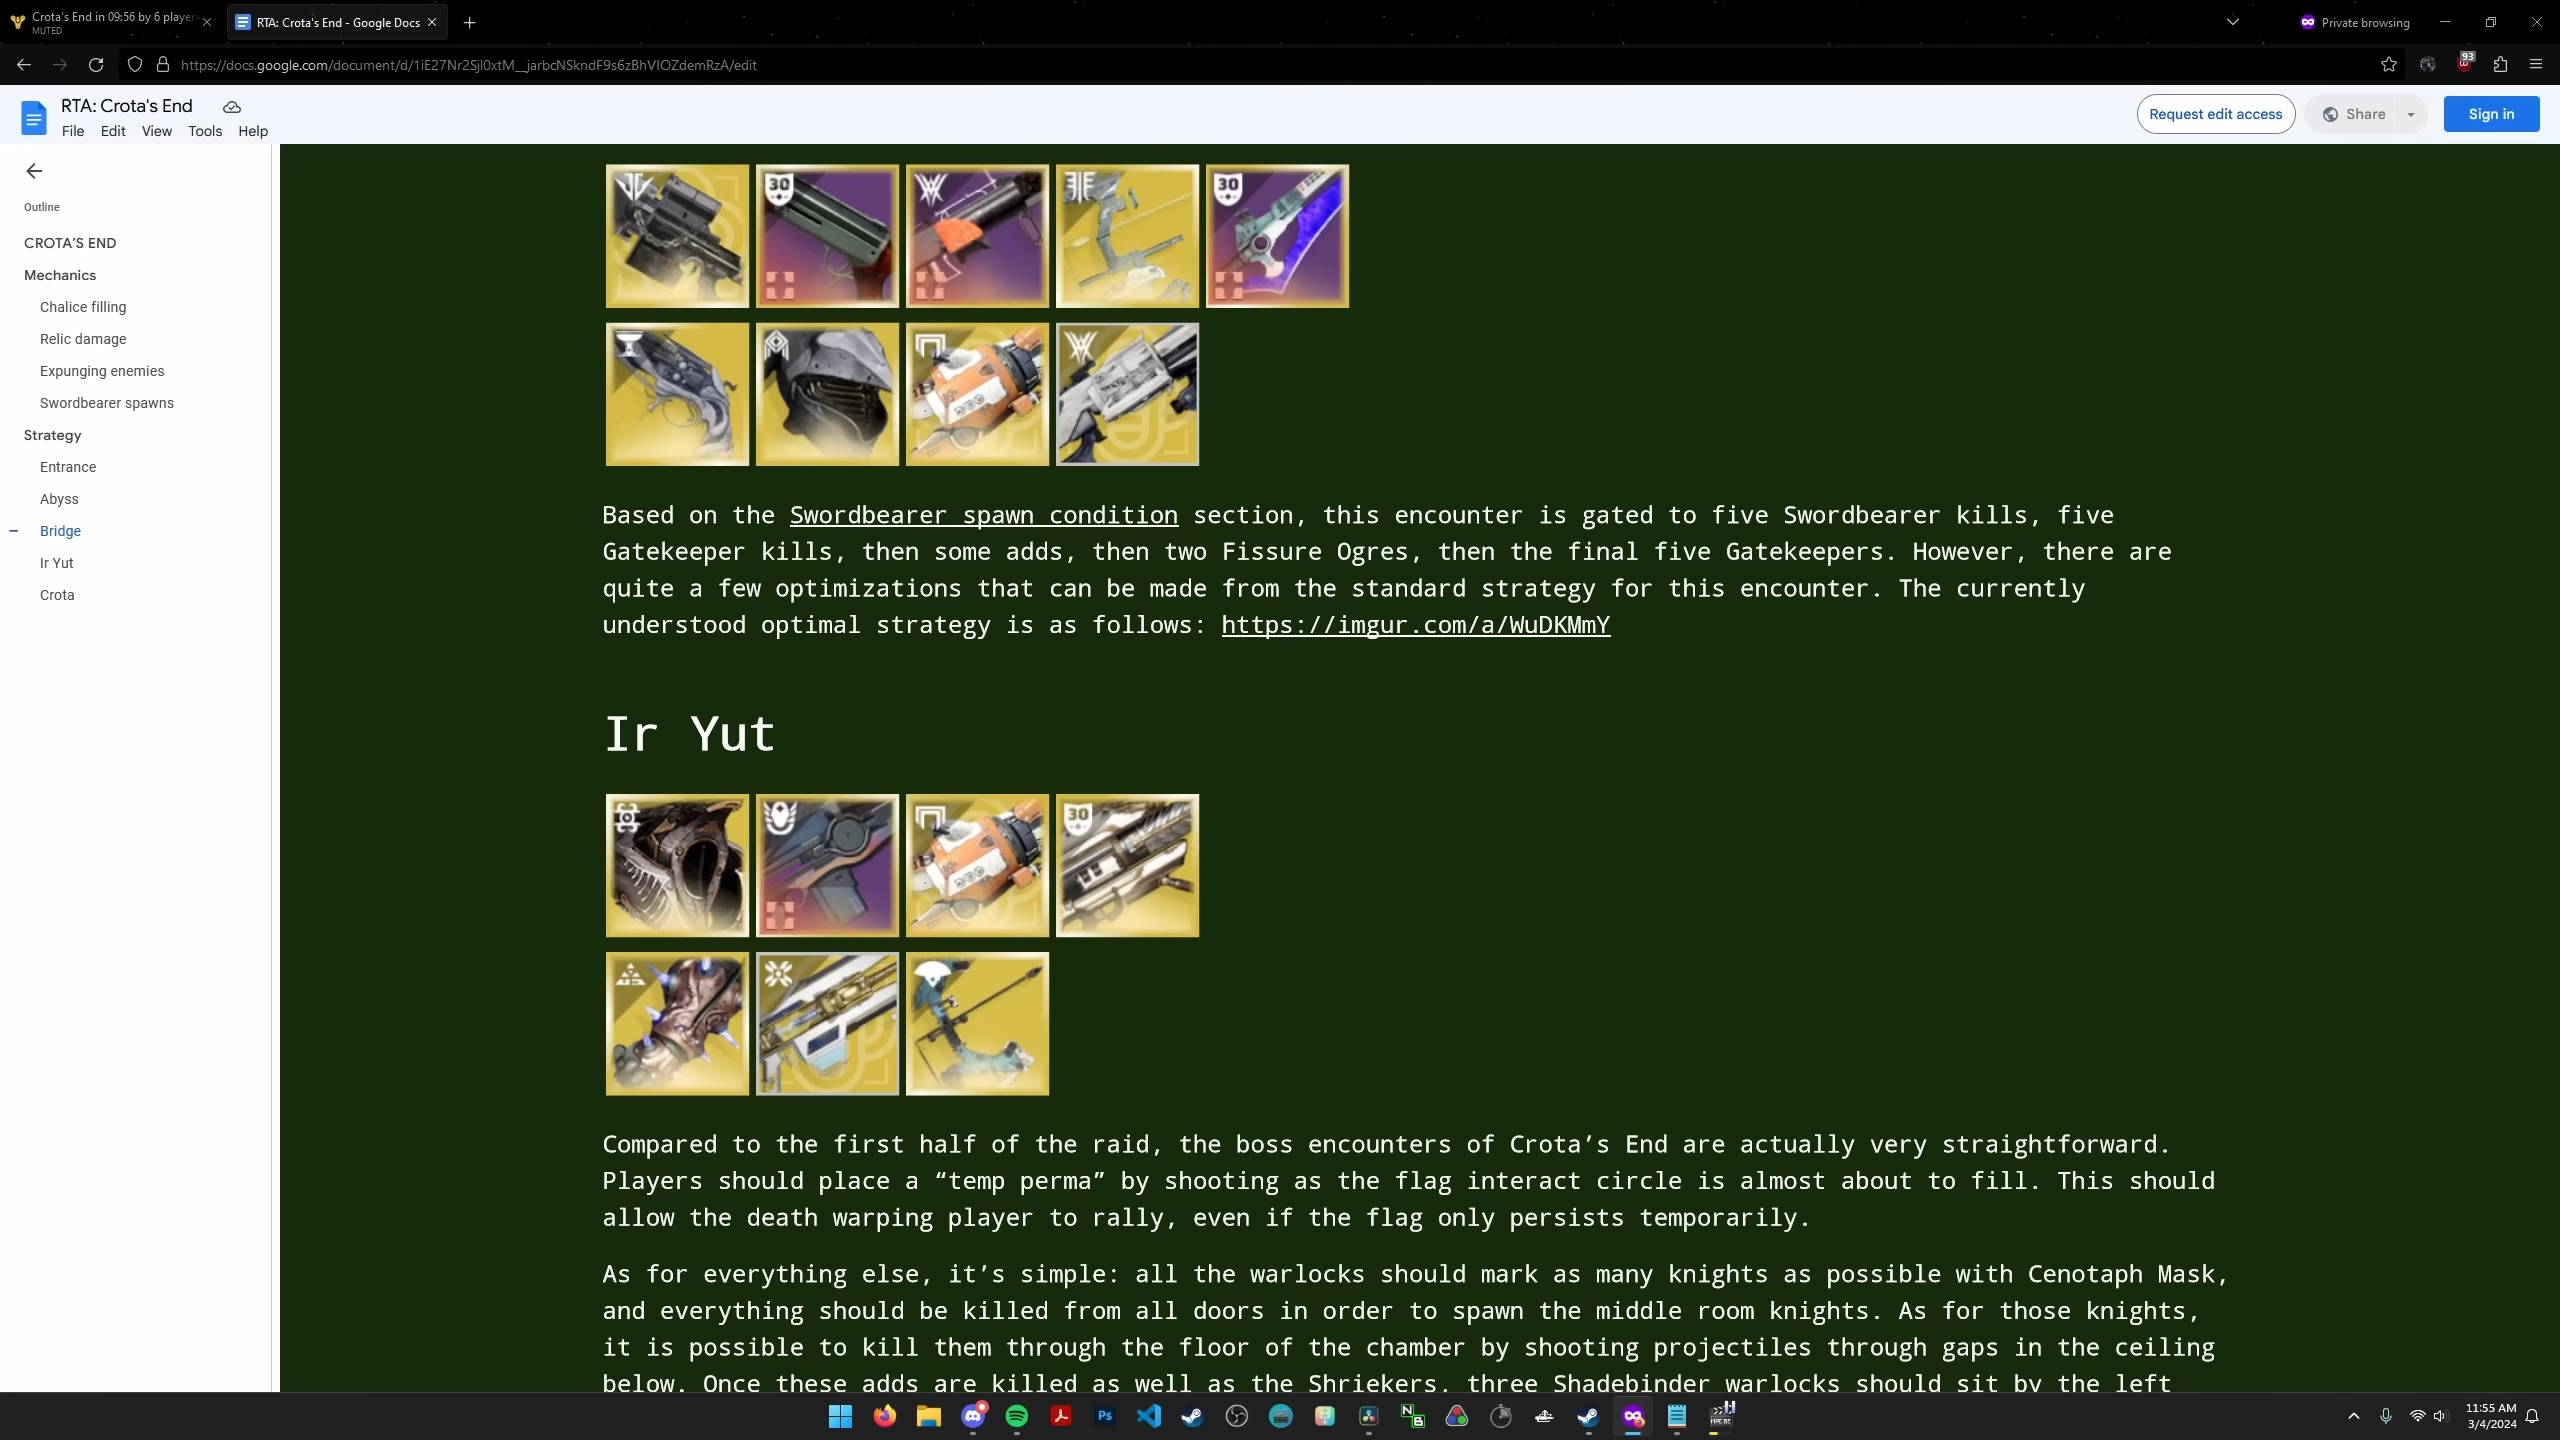 Crota's End in 09:56 by 6 player
MUTED
RTA: Crota's End - Google Docs
Private browsing
https://docs.google.com/document/d/1iE27Nr2Sjl0xtM__jarbcNSkndF9s6zBhVIOZdemRzA/edit
93
RTA: Crota's End
File Edit View Tools Help
Request edit access
Share
Sign in
Outline
CROTA'S END
Mechanics
Chalice filling
Relic damage
Expunging enemies
Swordbearer spawns
Strategy
Entrance
Abyss
Bridge
Ir Yut
Crota
30
30
Based on the Swordbearer spawn condition section, this encounter is gated to five Swordbearer kills, five
Gatekeeper kills, then some adds, then two Fissure Ogres, then the final five Gatekeepers. However, there are
quite a few optimizations that can be made from the standard strategy for this encounter. The currently
understood optimal strategy is as follows: https://imgur.com/a/WuDKMmY
Ir Yut
30
Compared to the first half of the raid, the boss encounters of Crota’s End are actually very straightforward.
Players should place a “temp perma” by shooting as the flag interact circle is almost about to fill. This should
allow the death warping player to rally, even if the flag only persists temporarily.
As for everything else, it’s simple: all the warlocks should mark as many knights as possible with Cenotaph Mask,
and everything should be killed from all doors in order to spawn the middle room knights. As for those knights,
it is possible to kill them through the floor of the chamber by shooting projectiles through gaps in the ceiling
below. Once these adds are killed as well as the Shriekers, three Shadebinder warlocks should sit by the left
Ps
11:55 AM
3/4/2024